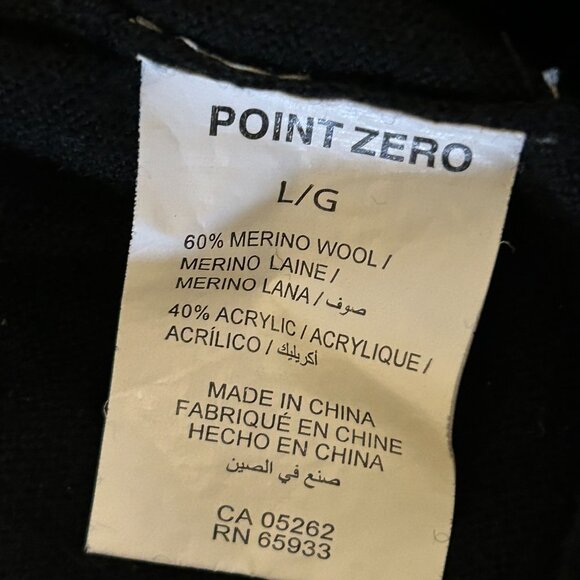 POINT ZERO
L/G
60% MERINO WOOL /
MERINO LAINE /
MERINO LANA / صوف
40% ACRYLIC / ACRYLIQUE /
ACRÍLICO / أكريليك
MADE IN CHINA
FABRIQUÉ EN CHINE
HECHO EN CHINA
صنع في الصين
CA 05262
RN 65933